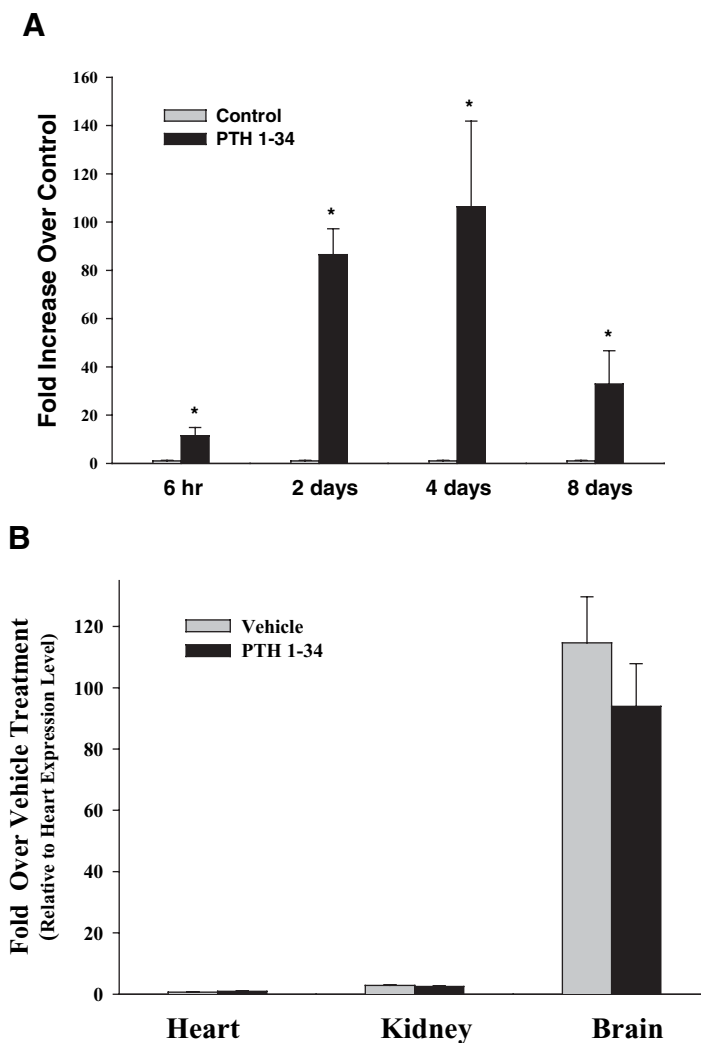 A
Fold Increase Over Control
160
140
120
100
80
60
40
20
0
Control
PTH 1-34
*
*
*
*
6 hr 2 days 4 days 8 days
B
Fold Over Vehicle Treatment
(Relative to Heart Expression Level)
120
100
80
60
40
20
0
Vehicle
PTH 1-34
Heart Kidney Brain